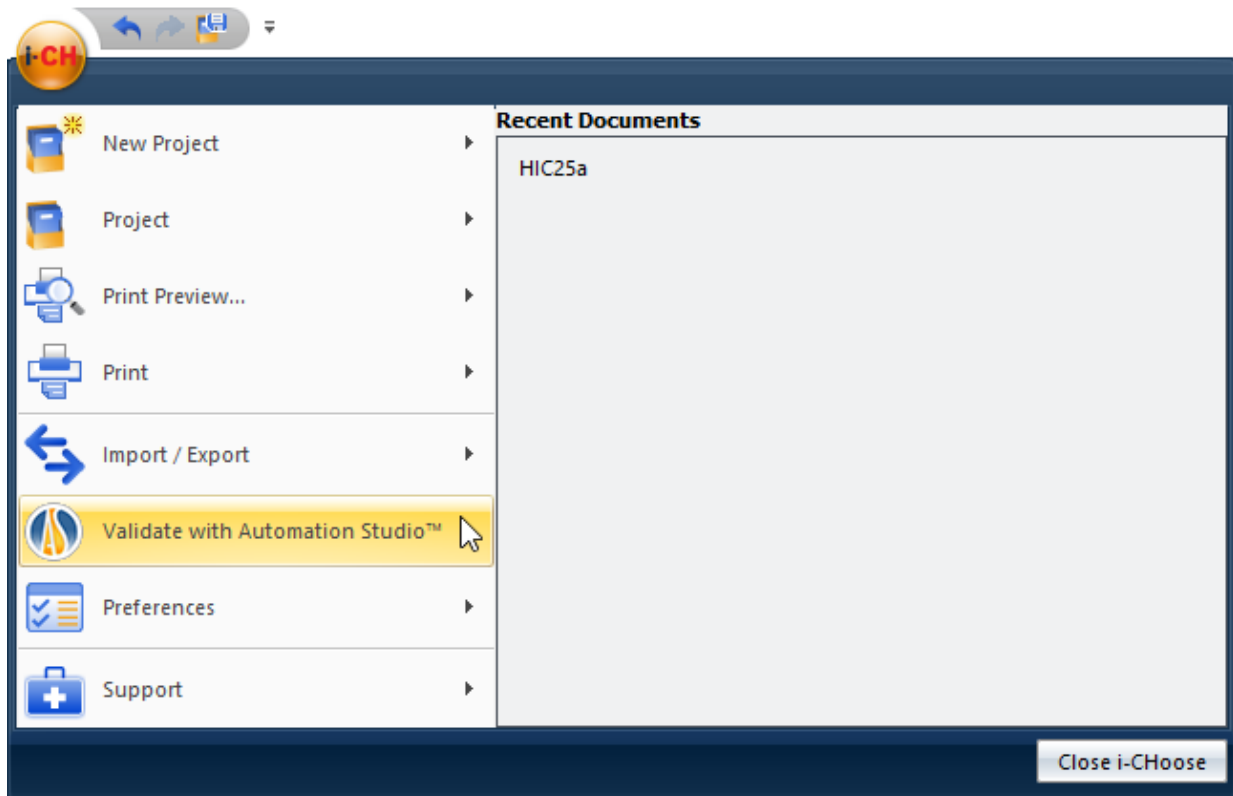 i-CH
New Project
Project
Print Preview...
Print
Import / Export
Validate with Automation Studio™
Preferences
Support
Recent Documents
HIC25a
Close i-CHoose